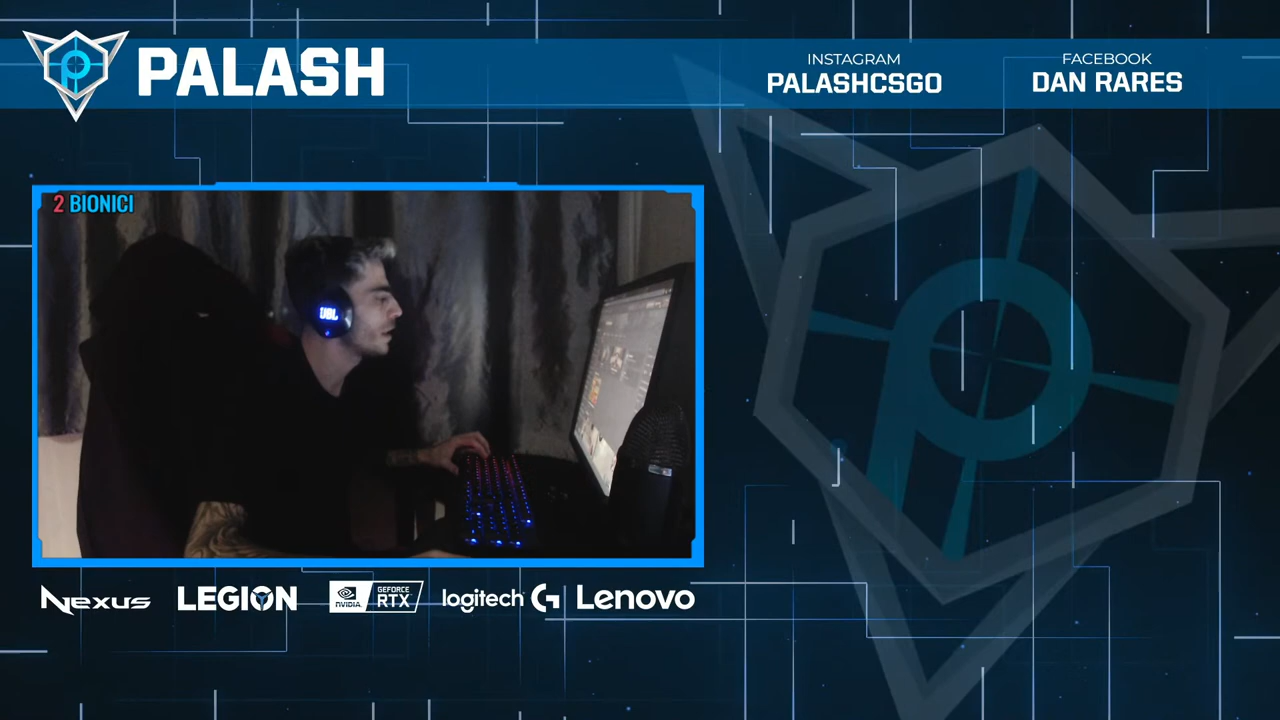 PALASH
INSTAGRAM
PALASHCSGO
FACEBOOK
DAN RARES
2 BIONICI
JBL
Nexus
LEGION
NVIDIA.
GEFORCE
RTX
logitech G
Lenovo